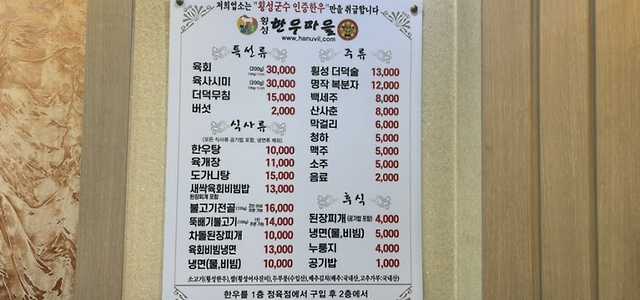 저희업소는 "횡성군수 인증한우"만을 취급합니다
횡성 한우마을
www.hanuvil.com
특선류
육회 (200g) 30,000
육사시미 (200g) 30,000
더덕무침 15,000
버섯 2,000
식사류
(모든 식사류 공기밥 포함, 냉면류 제외)
한우탕 10,000
육개장 11,000
도가니탕 15,000
새싹육회비빔밥 13,000
된장찌개 포함
불고기전골 16,000
뚝배기불고기 14,000
차돌된장찌개 10,000
육회비빔냉면 13,000
냉면(물,비빔) 10,000
주류
횡성 더덕술 13,000
명작 복분자 12,000
백세주 8,000
산사춘 8,000
막걸리 6,000
청하 5,000
맥주 5,000
소주 5,000
음료 2,000
후식
된장찌개 (공기밥 포함) 4,000
냉면(물,비빔) 5,000
누룽지 4,000
공기밥 1,000
소고기(횡성한우),쌀(횡성어사진미),두부콩(수입산),배추김치(배추:국내산,고추가루:국내산)
한우를 1층 정육점에서 구입 후 2층에서